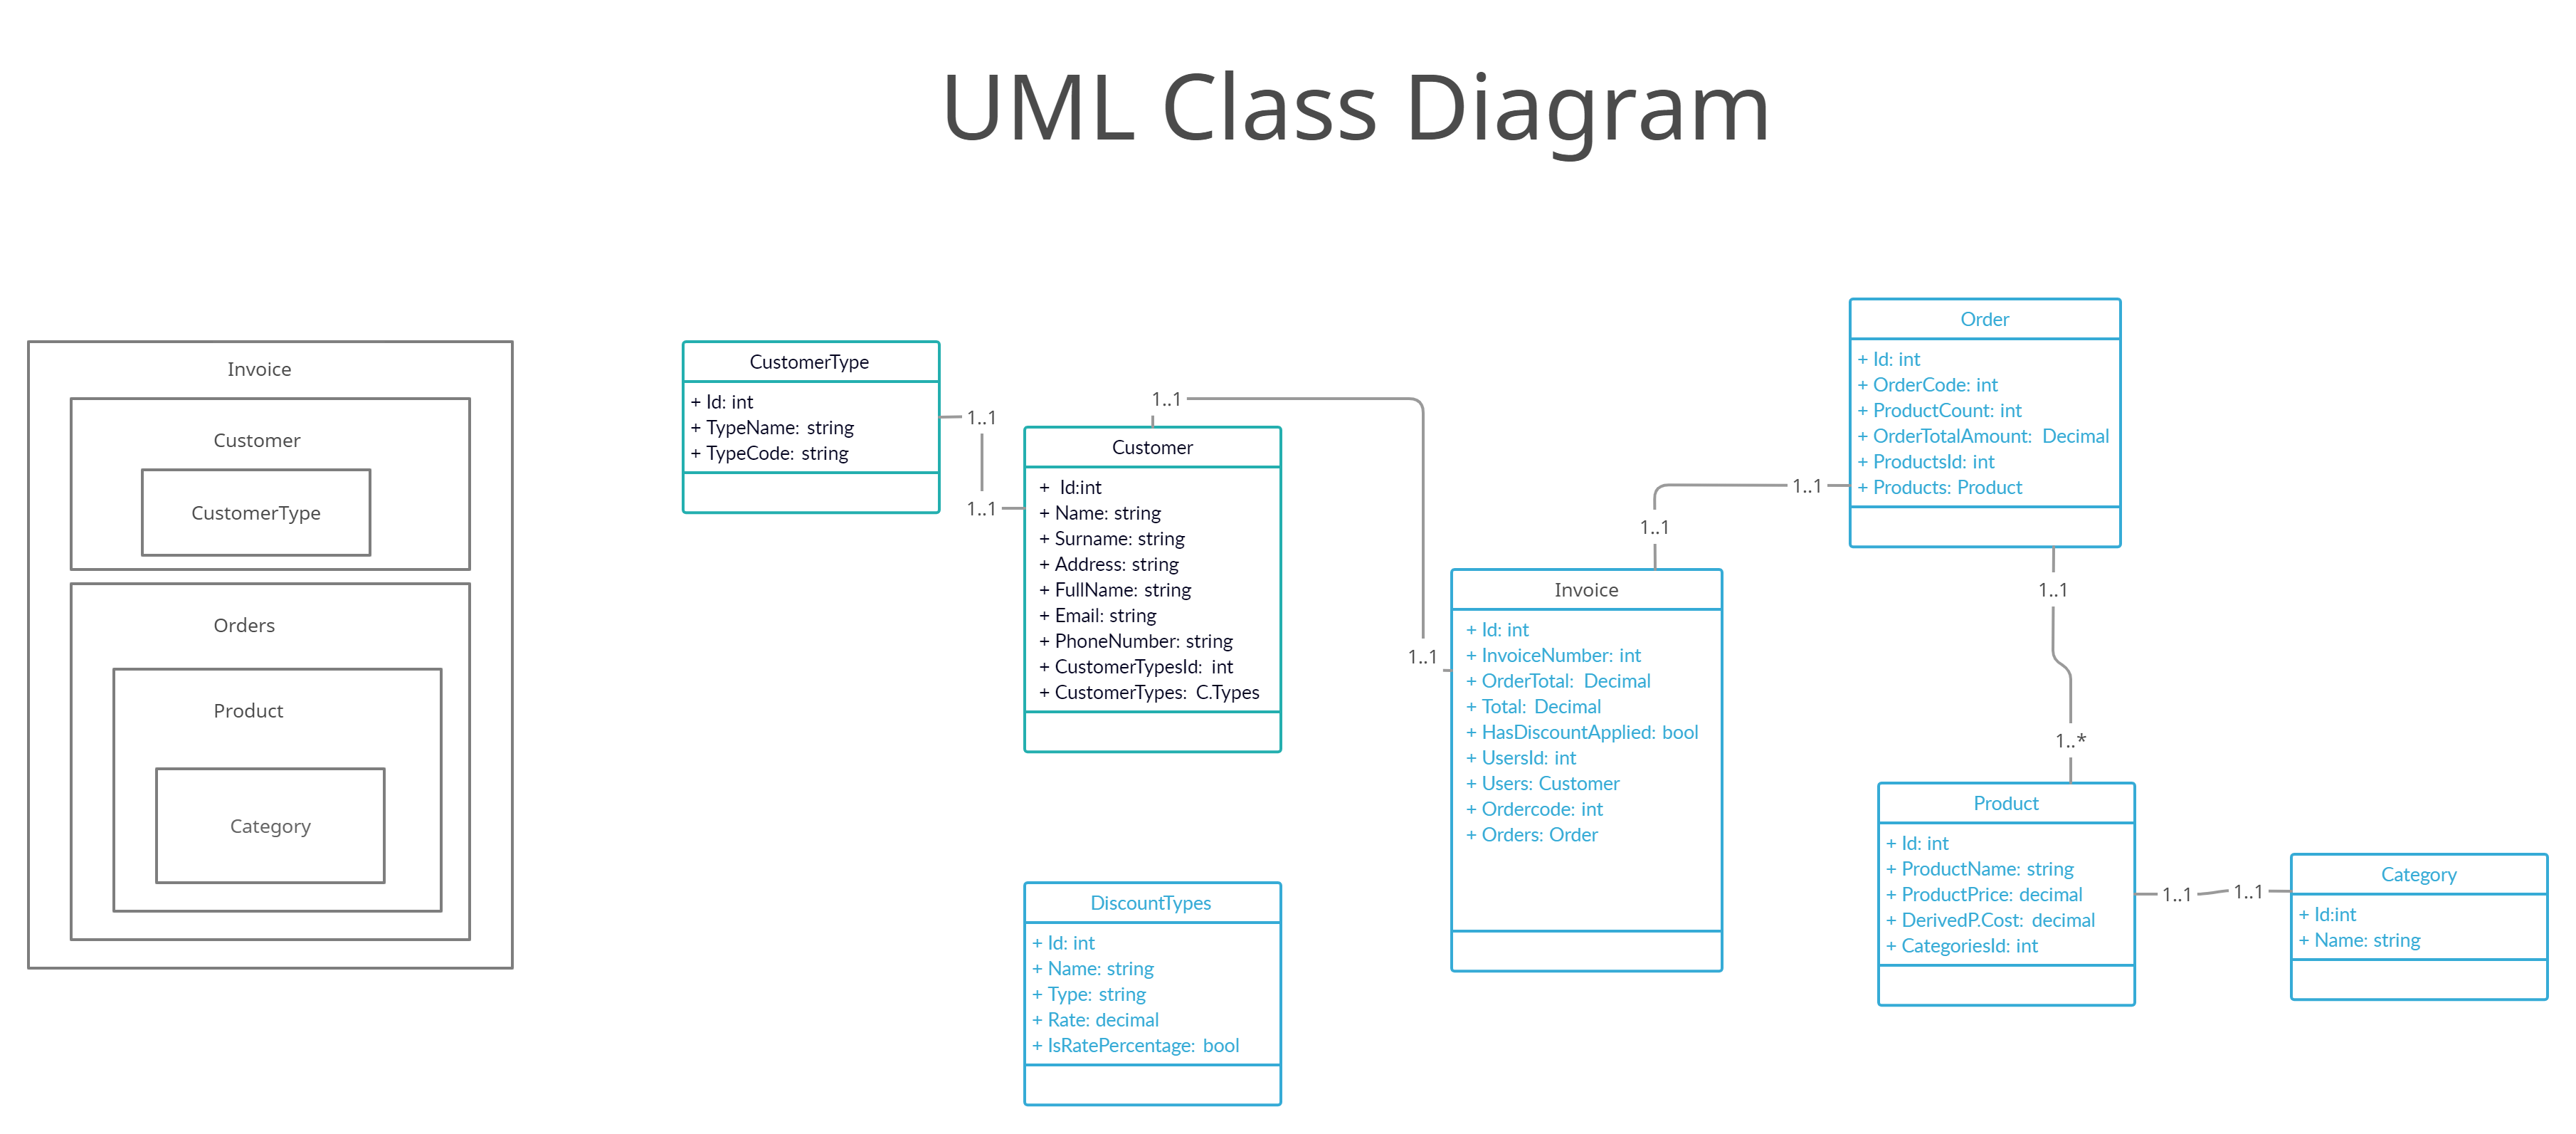 UML Class Diagram
Invoice
Customer
CustomerType
Orders
Product
Category
CustomerType
+ Id: int
+ TypeName: string
+ TypeCode: string
1..1
1..1
Customer
+ Id:int
+ Name: string
+ Surname: string
+ Address: string
+ FullName: string
+ Email: string
+ PhoneNumber: string
+ CustomerTypesId: int
+ CustomerTypes: C.Types
1..1
1..1
DiscountTypes
+ Id: int
+ Name: string
+ Type: string
+ Rate: decimal
+ IsRatePercentage: bool
Invoice
+ Id: int
+ InvoiceNumber: int
+ OrderTotal: Decimal
+ Total: Decimal
+ HasDiscountApplied: bool
+ UsersId: int
+ Users: Customer
+ Ordercode: int
+ Orders: Order
1..1
1..1
Order
+ Id: int
+ OrderCode: int
+ ProductCount: int
+ OrderTotalAmount: Decimal
+ ProductsId: int
+ Products: Product
1..1
1..*
Product
+ Id: int
+ ProductName: string
+ ProductPrice: decimal
+ DerivedP.Cost: decimal
+ CategoriesId: int
1..1
1..1
Category
+ Id:int
+ Name: string